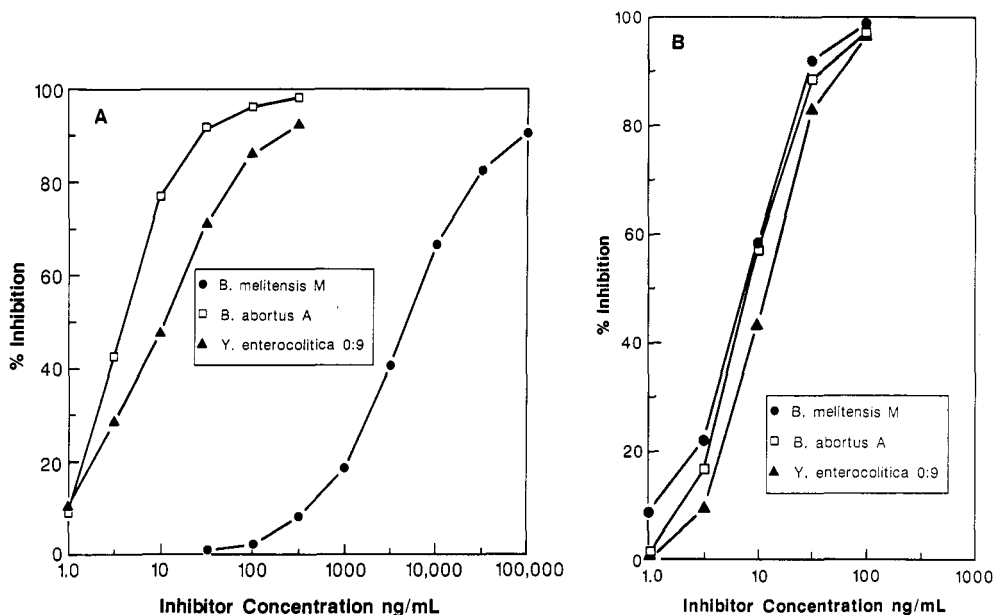 A
100
80
60
40
20
0
% Inhibition
● B. melitensis M
□ B. abortus A
▲ Y. enterocolitica 0:9
1.0 10 100 1000 10,000 100,000
Inhibitor Concentration ng/mL
B
100
80
60
40
20
0
% Inhibition
● B. melitensis M
□ B. abortus A
▲ Y. enterocolitica 0:9
1.0 10 100 1000
Inhibitor Concentration ng/mL